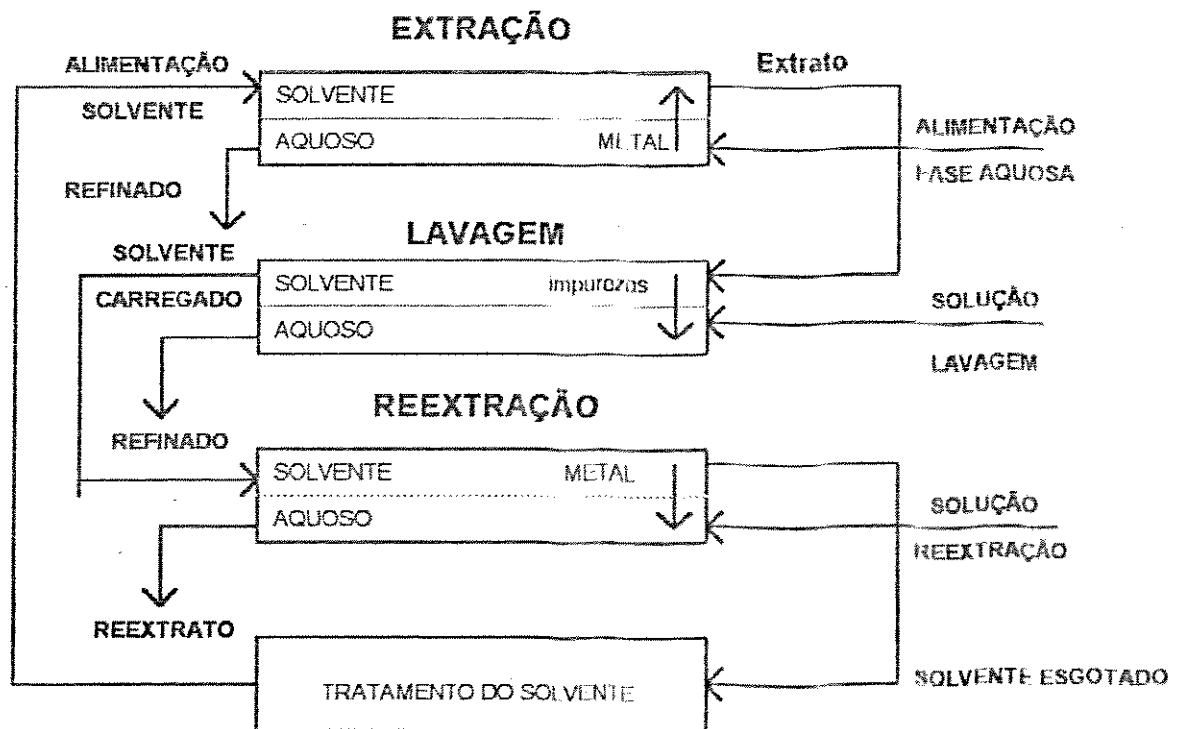 EXTRAÇÃO
ALIMENTAÇÃO
SOLVENTE
Extrato
SOLVENTE
AQUOSO METAL
ALIMENTAÇÃO
FASE AQUOSA
REFINADO
LAVAGEM
SOLVENTE
CARREGADO
SOLVENTE impurezas
AQUOSO
SOLUÇÃO
LAVAGEM
REFINADO
REEXTRAÇÃO
SOLVENTE METAL
AQUOSO
SOLUÇÃO
REEXTRAÇÃO
REEXTRATO
TRATAMENTO DO SOLVENTE
SOLVENTE ESGOTADO